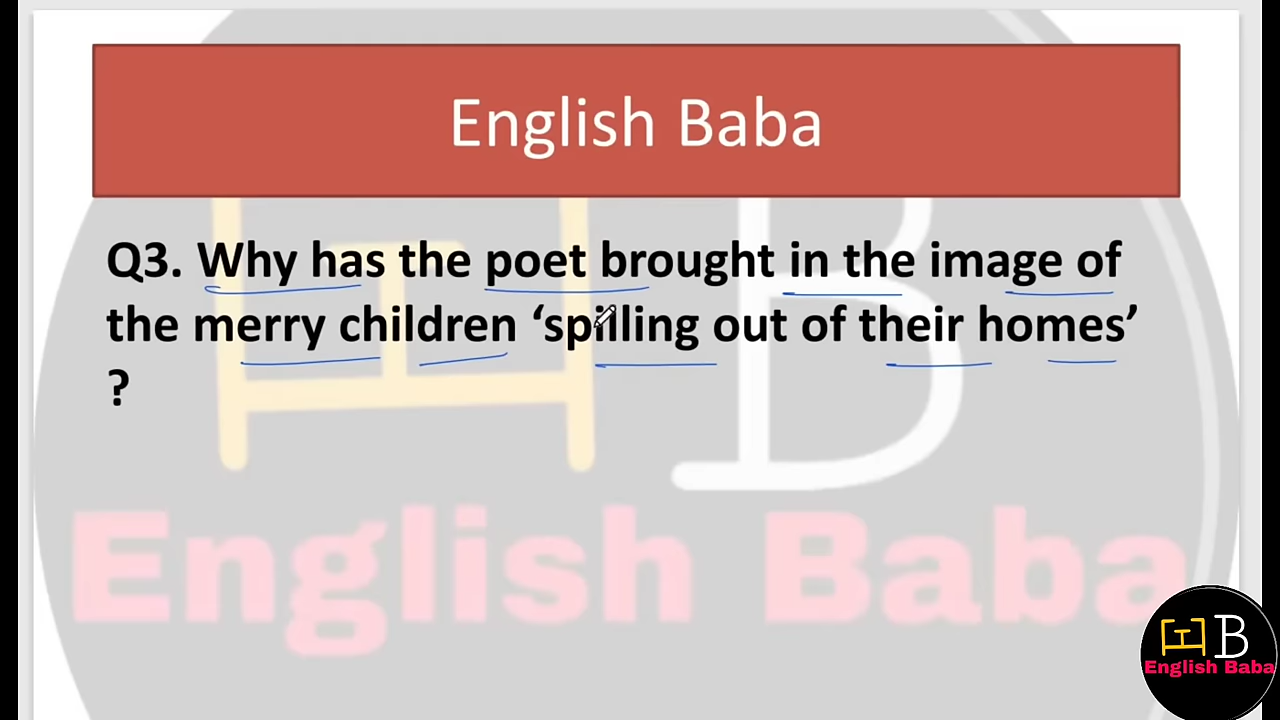 English Baba
Q3. Why has the poet brought in the image of
the merry children ‘spilling out of their homes’
?
English Baba
EB
English Baba